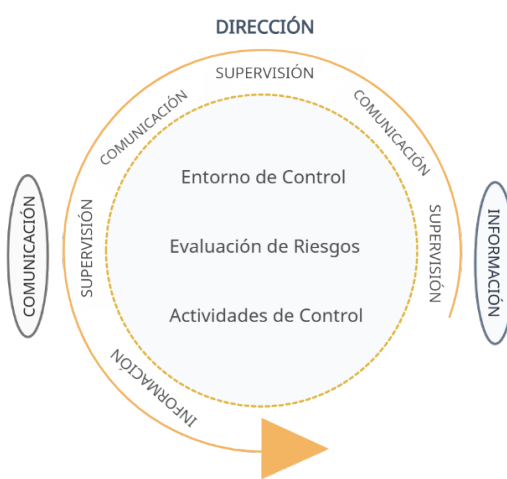 DIRECCIÓN
SUPERVISIÓN
COMUNICACIÓN
COMUNICACIÓN
Entorno de Control
COMUNICACIÓN
SUPERVISIÓN
Evaluación de Riesgos
SUPERVISIÓN
INFORMACIÓN
Actividades de Control
INFORMACIÓN